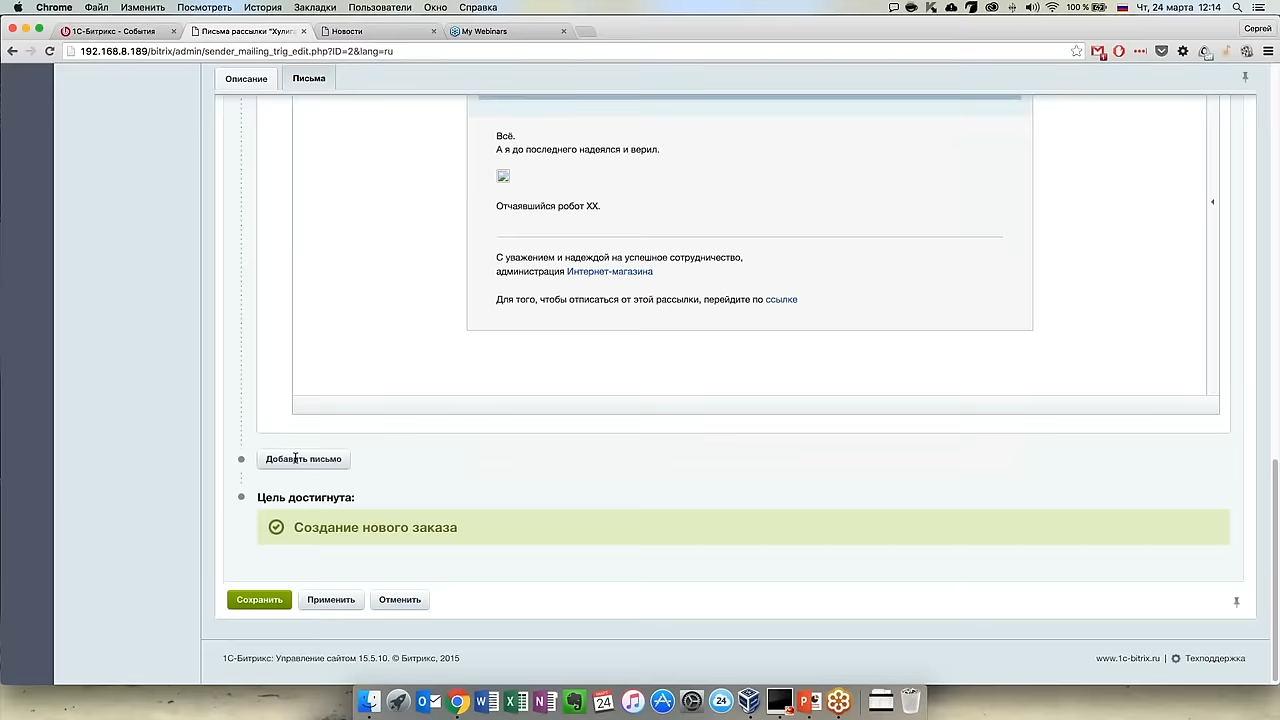 Chrome Файл Изменить Посмотреть История Закладки Пользователи Окно Справка 100 % Чт, 24 марта 12:14
1С-Битрикс - События Письма рассылки "Хулига Новости My Webinars Сергей
192.168.8.189/bitrix/admin/sender_mailing_trig_edit.php?ID=2&lang=ru
Описание Письма
Всё.
А я до последнего надеялся и верил.
Отчаявшийся робот XX.
С уважением и надеждой на успешное сотрудничество,
администрация Интернет-магазина
Для того, чтобы отписаться от этой рассылки, перейдите по ссылке
Добавить письмо
Цель достигнута:
Создание нового заказа
Сохранить Применить Отменить
1С-Битрикс: Управление сайтом 15.5.10. © Битрикс, 2015 www.1c-bitrix.ru Техподдержка
24 24